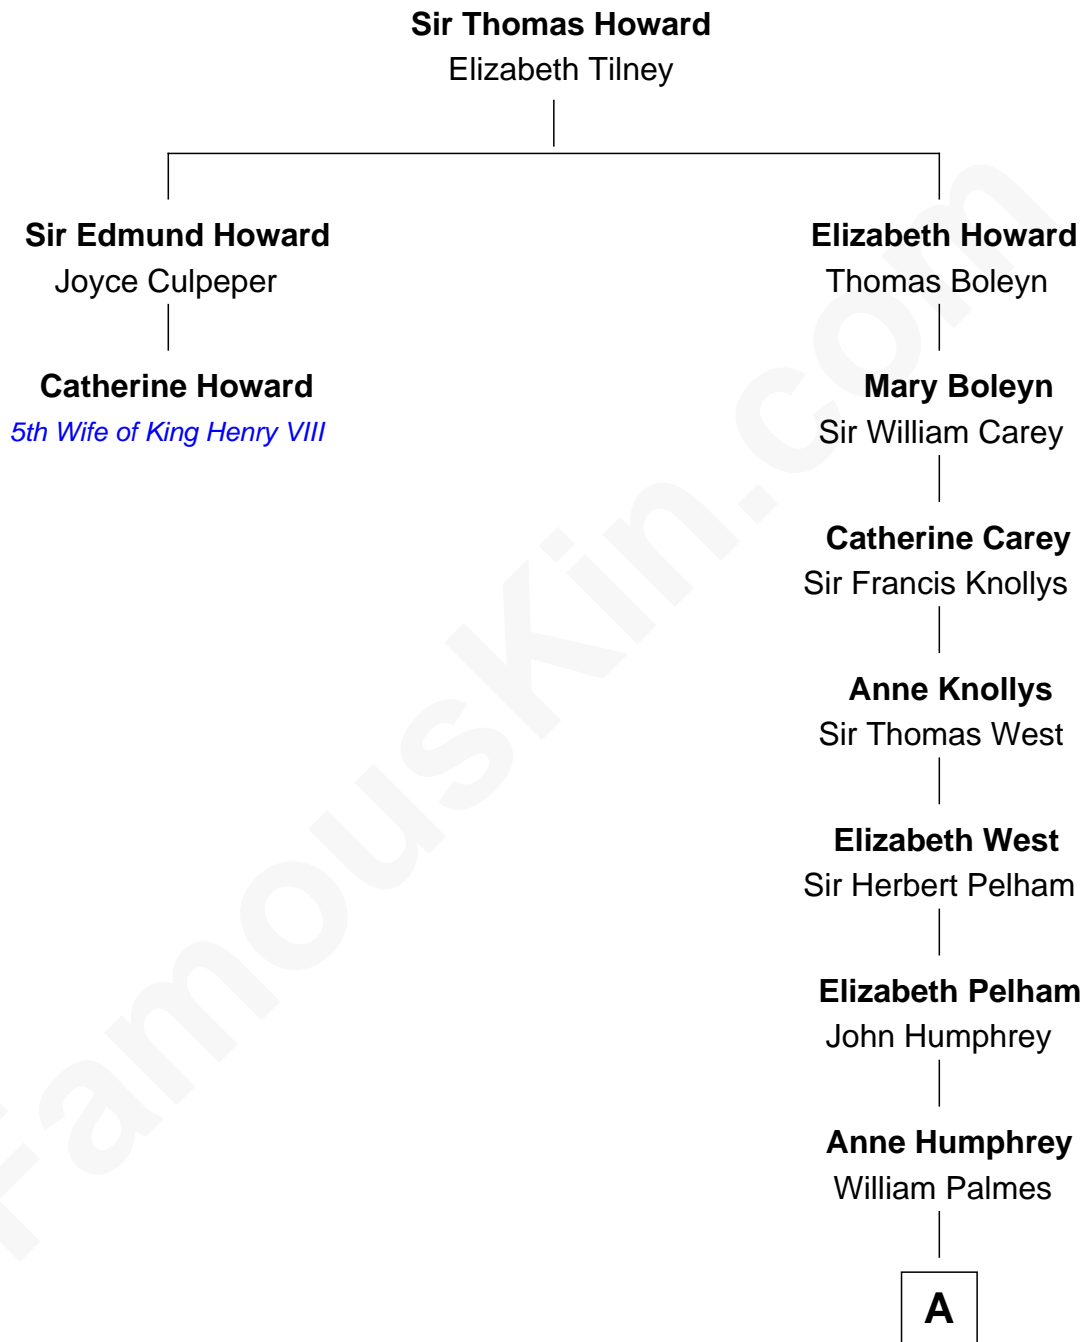 Sir Thomas Howard
Elizabeth Tilney
Sir Edmund Howard
Joyce Culpeper
Catherine Howard
5th Wife of King Henry VIII
Elizabeth Howard
Thomas Boleyn
Mary Boleyn
Sir William Carey
Catherine Carey
Sir Francis Knollys
Anne Knollys
Sir Thomas West
Elizabeth West
Sir Herbert Pelham
Elizabeth Pelham
John Humphrey
Anne Humphrey
William Palmes
A
FamousKin.com